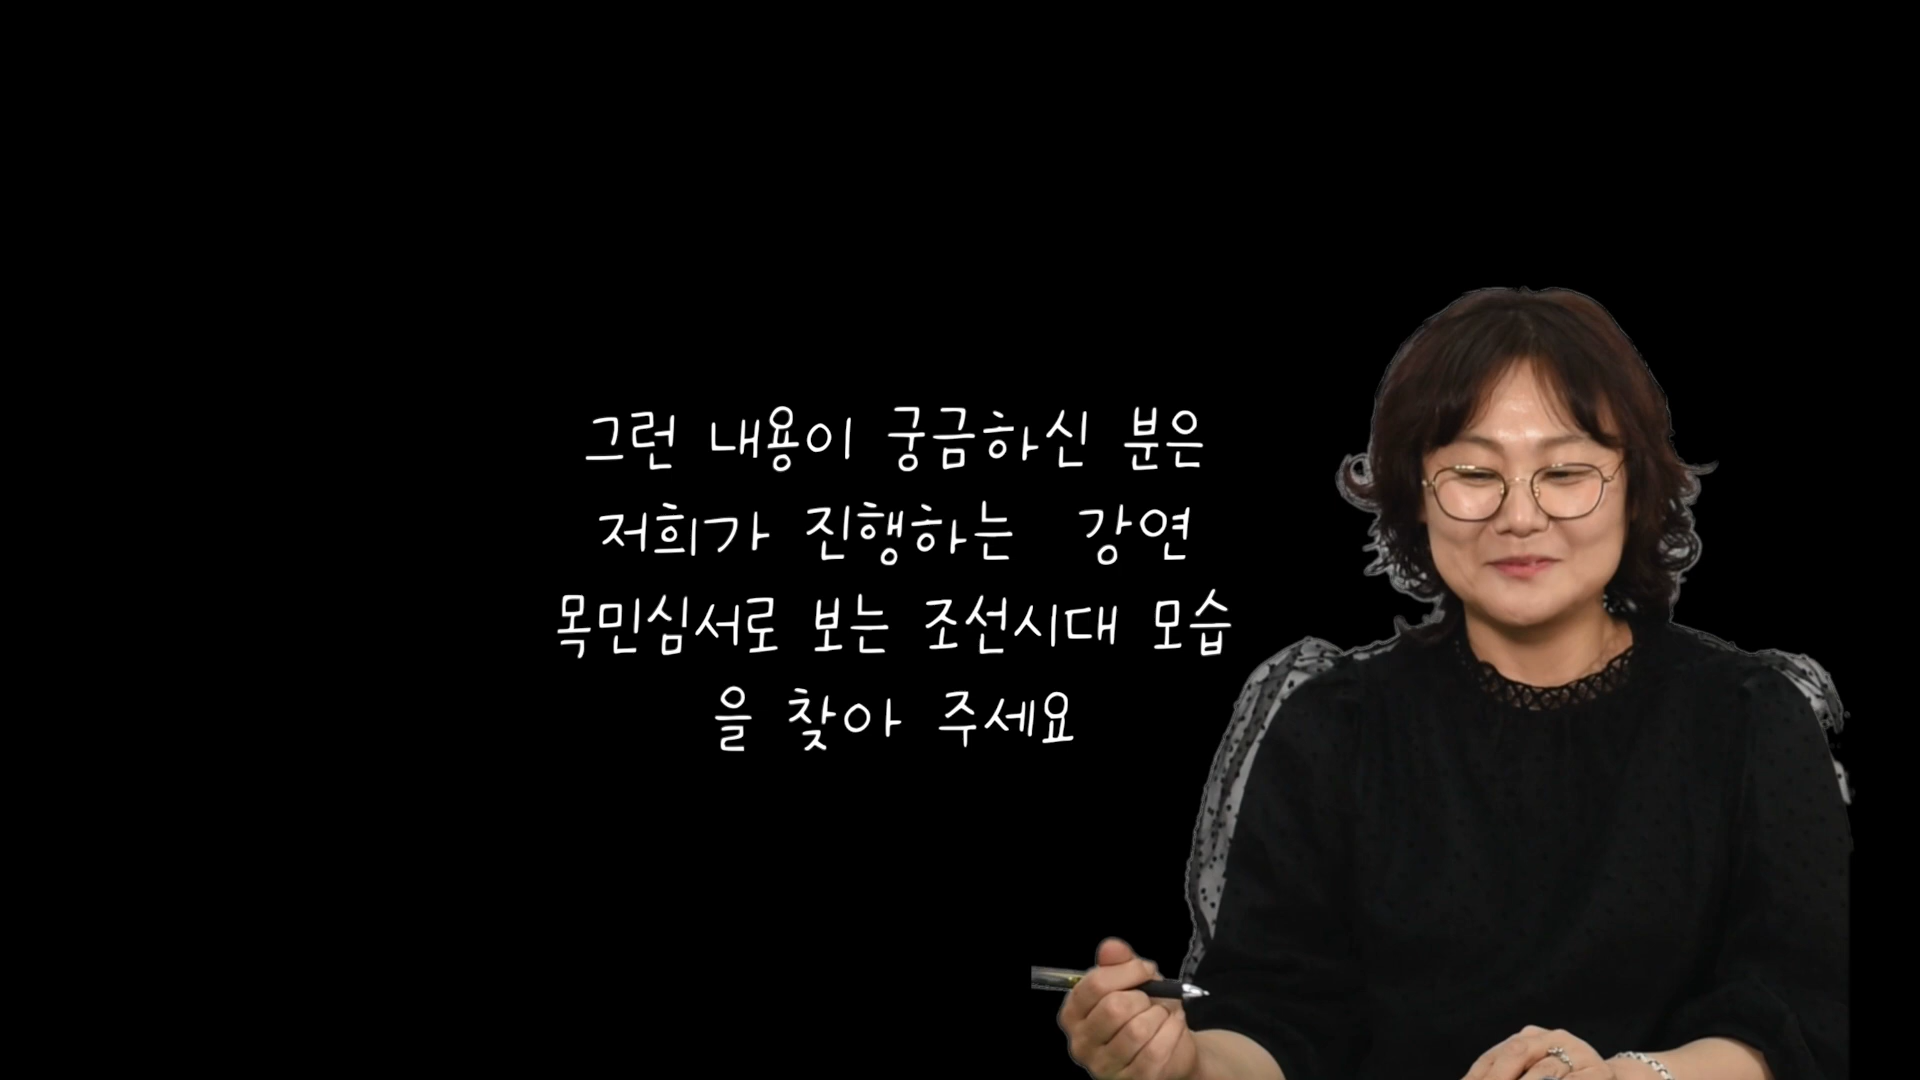 그런 내용이 궁금하신 분은
저희가 진행하는 강연
목민심서로 보는 조선시대 모습
을 찾아 주세요